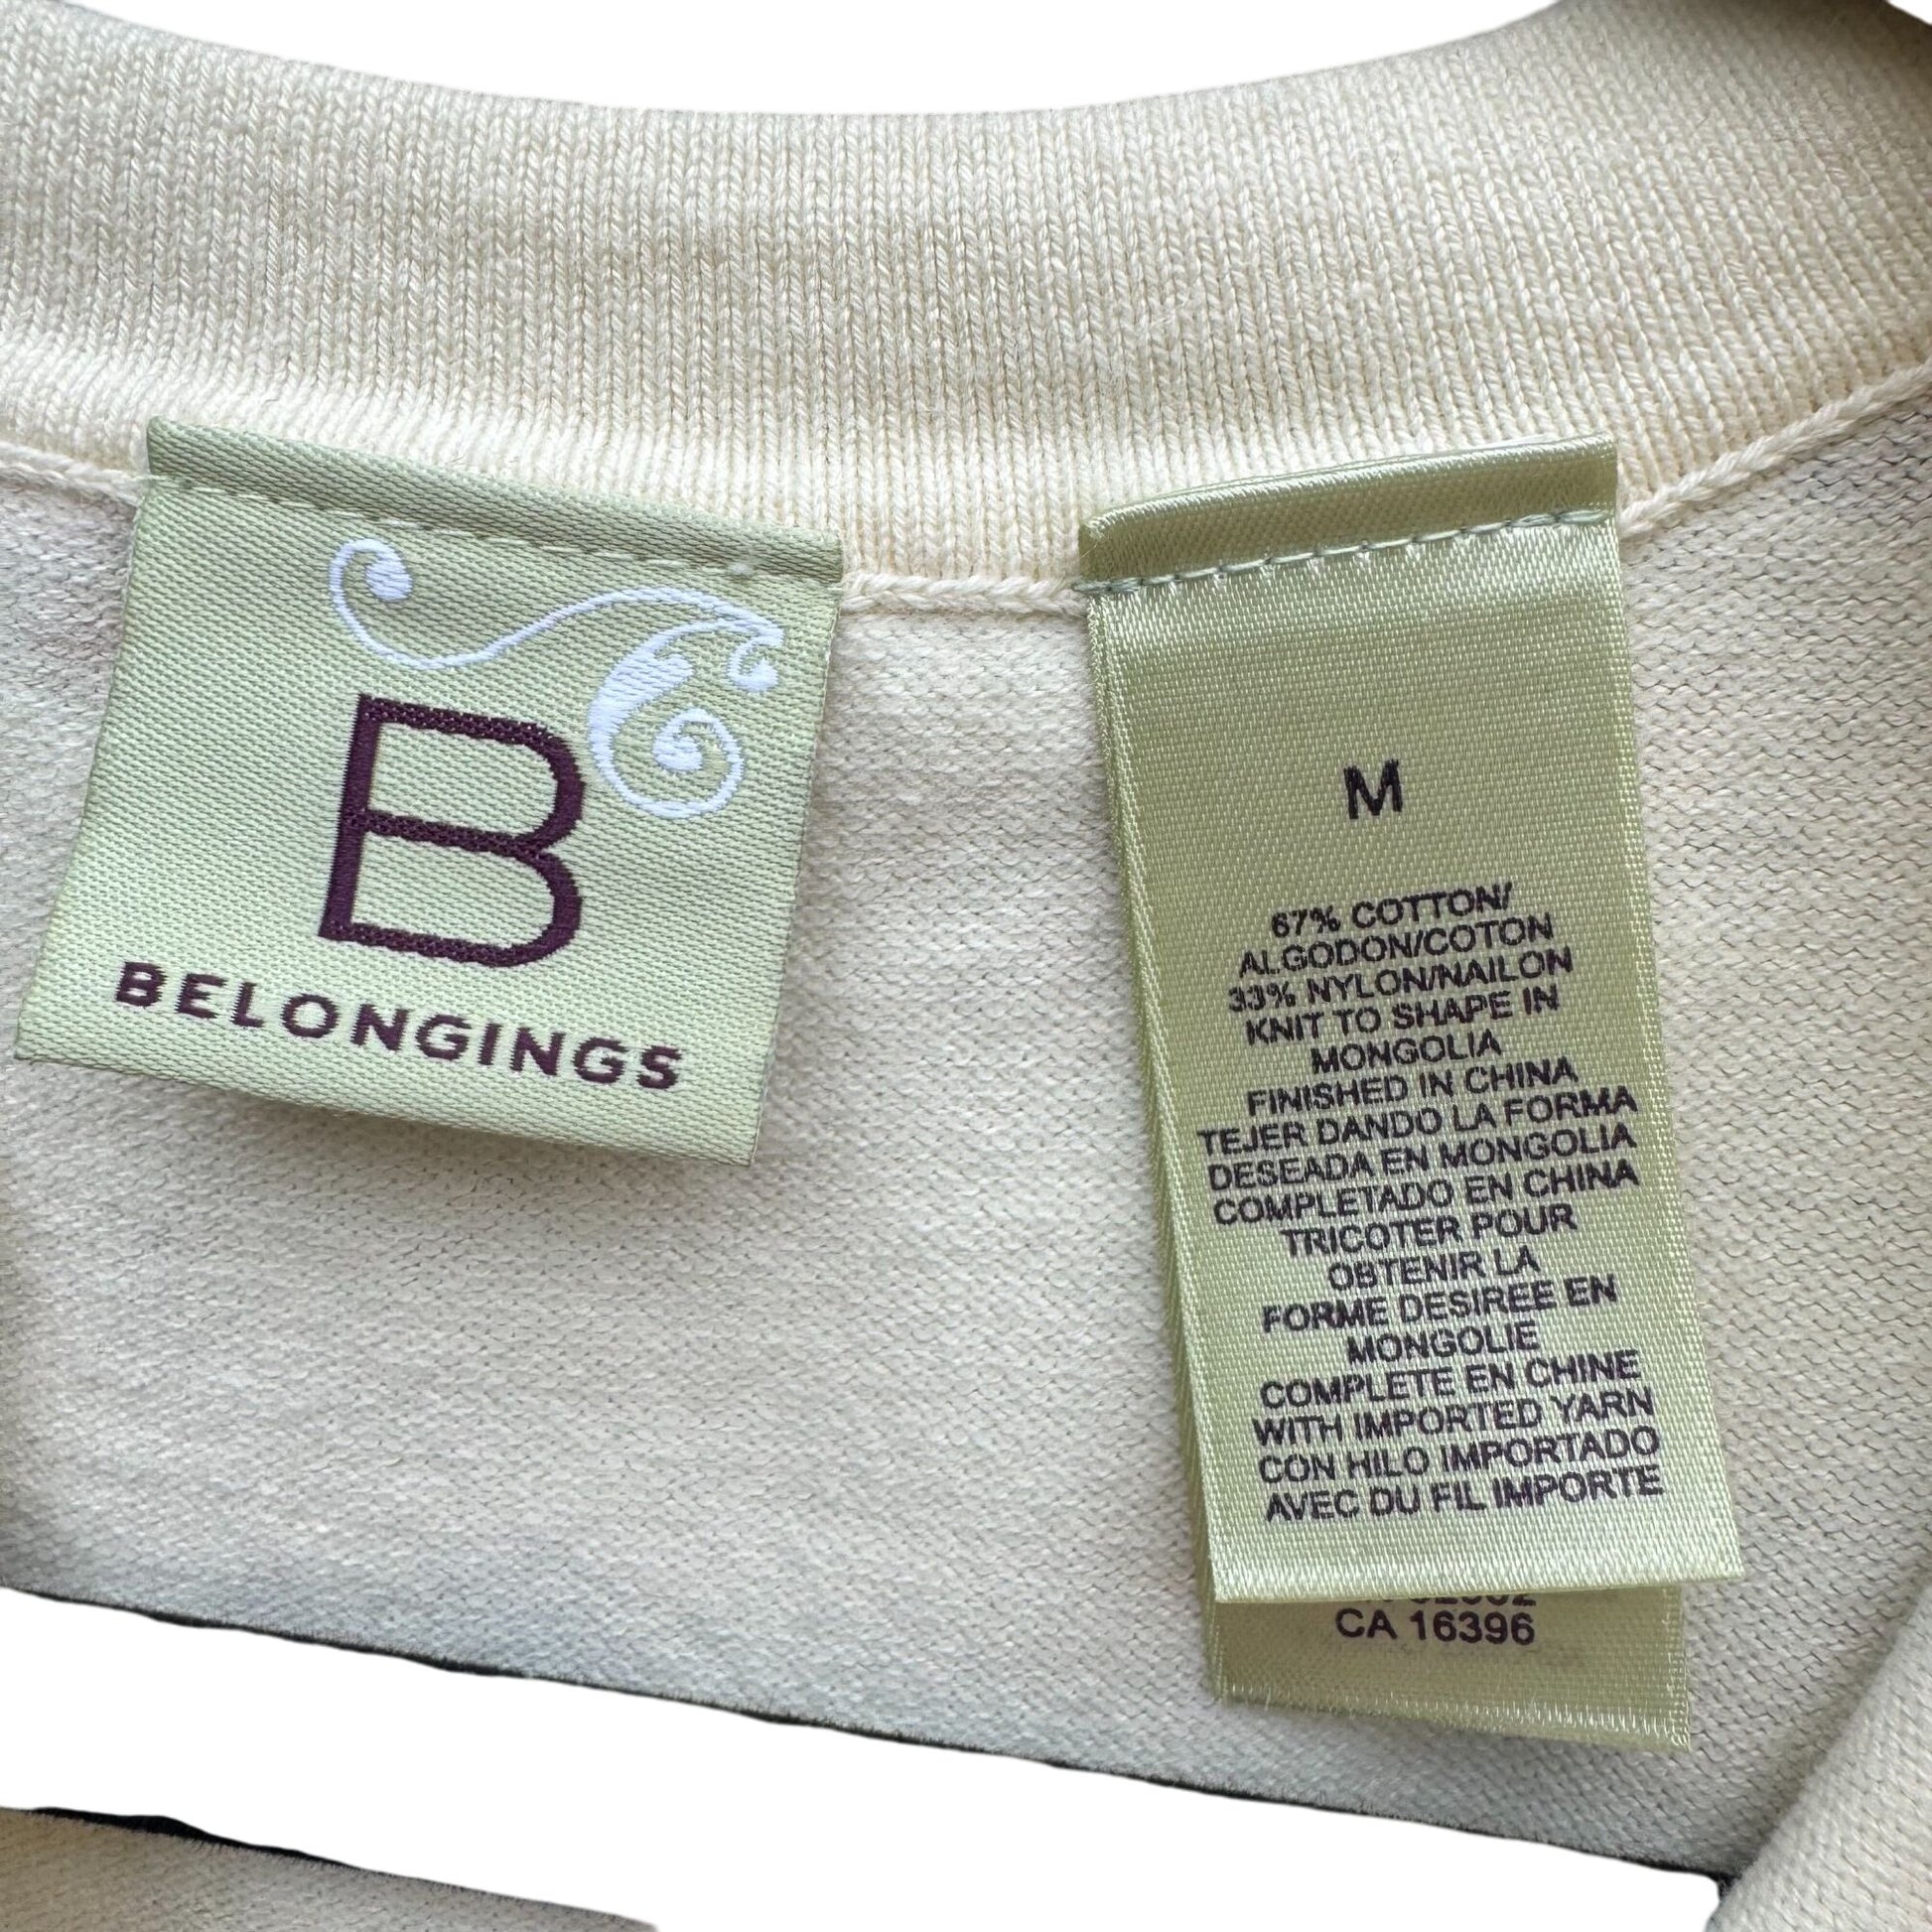 B
BELONGINGS
M
67% COTTON/
ALGODON/COTON
33% NYLON/NAILON
KNIT TO SHAPE IN
MONGOLIA
FINISHED IN CHINA
TEJER DANDO LA FORMA
DESEADA EN MONGOLIA
COMPLETADO EN CHINA
TRICOTER POUR
OBTENIR LA
FORME DESIREE EN
MONGOLIE
COMPLETE EN CHINE
WITH IMPORTED YARN
CON HILO IMPORTADO
AVEC DU FIL IMPORTE
CA 16396